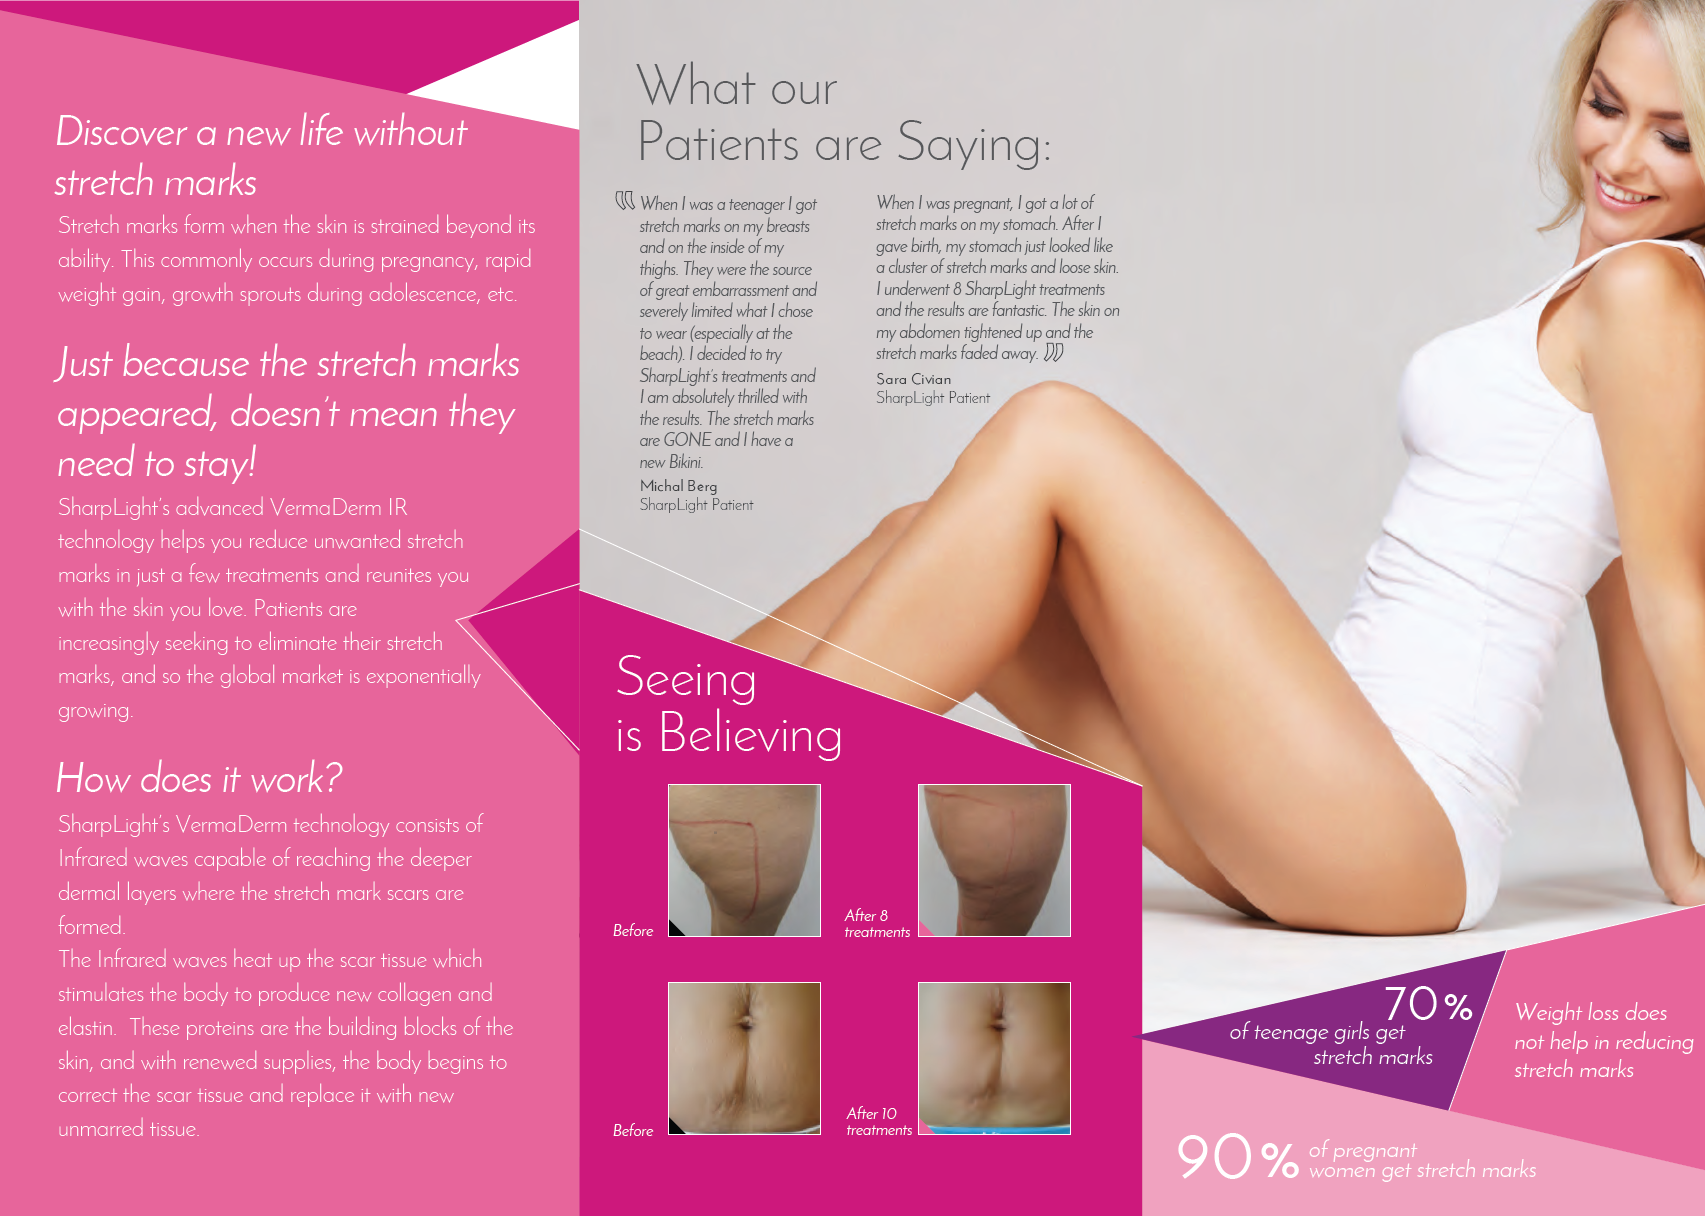 Discover a new life without
stretch marks
Stretch marks form when the skin is strained beyond its
ability. This commonly occurs during pregnancy, rapid
weight gain, growth sprouts during adolescence, etc.
Just because the stretch marks
appeared, doesn't mean they
need to stay!
SharpLight's advanced VermaDerm IR
technology helps you reduce unwanted stretch
marks in just a few treatments and reunites you
with the skin you love. Patients are
increasingly seeking to eliminate their stretch
marks, and so the global market is exponentially
growing.
How does it work?
SharpLight's VermaDerm technology consists of
Infrared waves capable of reaching the deeper
dermal layers where the stretch mark scars are
formed.
The Infrared waves heat up the scar tissue which
stimulates the body to produce new collagen and
elastin.  These proteins are the building blocks of the
skin, and with renewed supplies, the body begins to
correct the scar tissue and replace it with new
unmarred tissue.
What our
Patients are Saying:
"When I was a teenager I got
stretch marks on my breasts
and on the inside of my
thighs. They were the source
of great embarrassment and
severely limited what I chose
to wear (especially at the
beach). I decided to try
SharpLight's treatments and
I am absolutely thrilled with
the results. The stretch marks
are GONE and I have a
new Bikini.
Michal Berg
SharpLight Patient
When I was pregnant, I got a lot of
stretch marks on my stomach. After I
gave birth, my stomach just looked like
a cluster of stretch marks and loose skin.
I underwent 8 SharpLight treatments
and the results are fantastic. The skin on
my abdomen tightened up and the
stretch marks faded away."
Sara Civian
SharpLight Patient
Seeing
is Believing
Before
After 8
treatments
Before
After 10
treatments
70%
of teenage girls get
stretch marks
Weight loss does
not help in reducing
stretch marks
90%
of pregnant
women get stretch marks